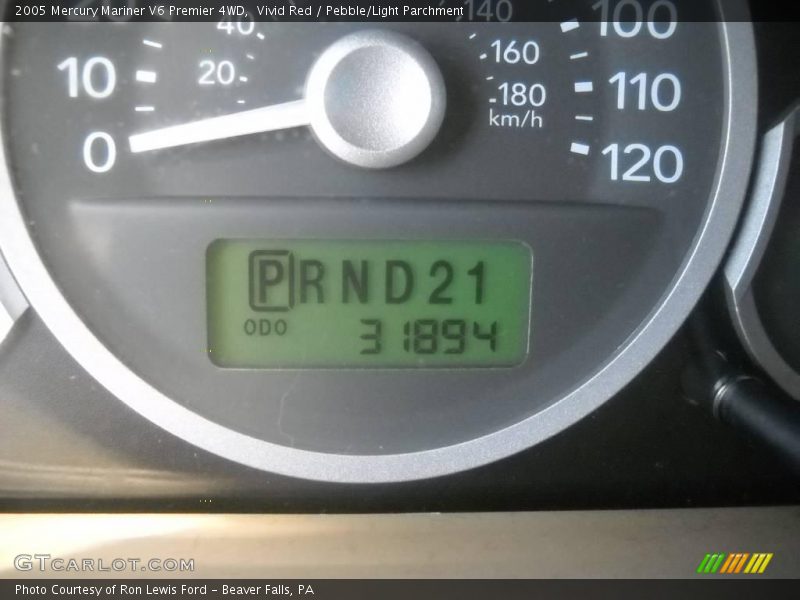 2005 Mercury Mariner V6 Premier 4WD, Vivid Red / Pebble/Light Parchment
40
140
100
10
20
160
110
180
km/h
0
120
PRND21
ODO 31894
GTCARLOT.COM
Photo Courtesy of Ron Lewis Ford - Beaver Falls, PA